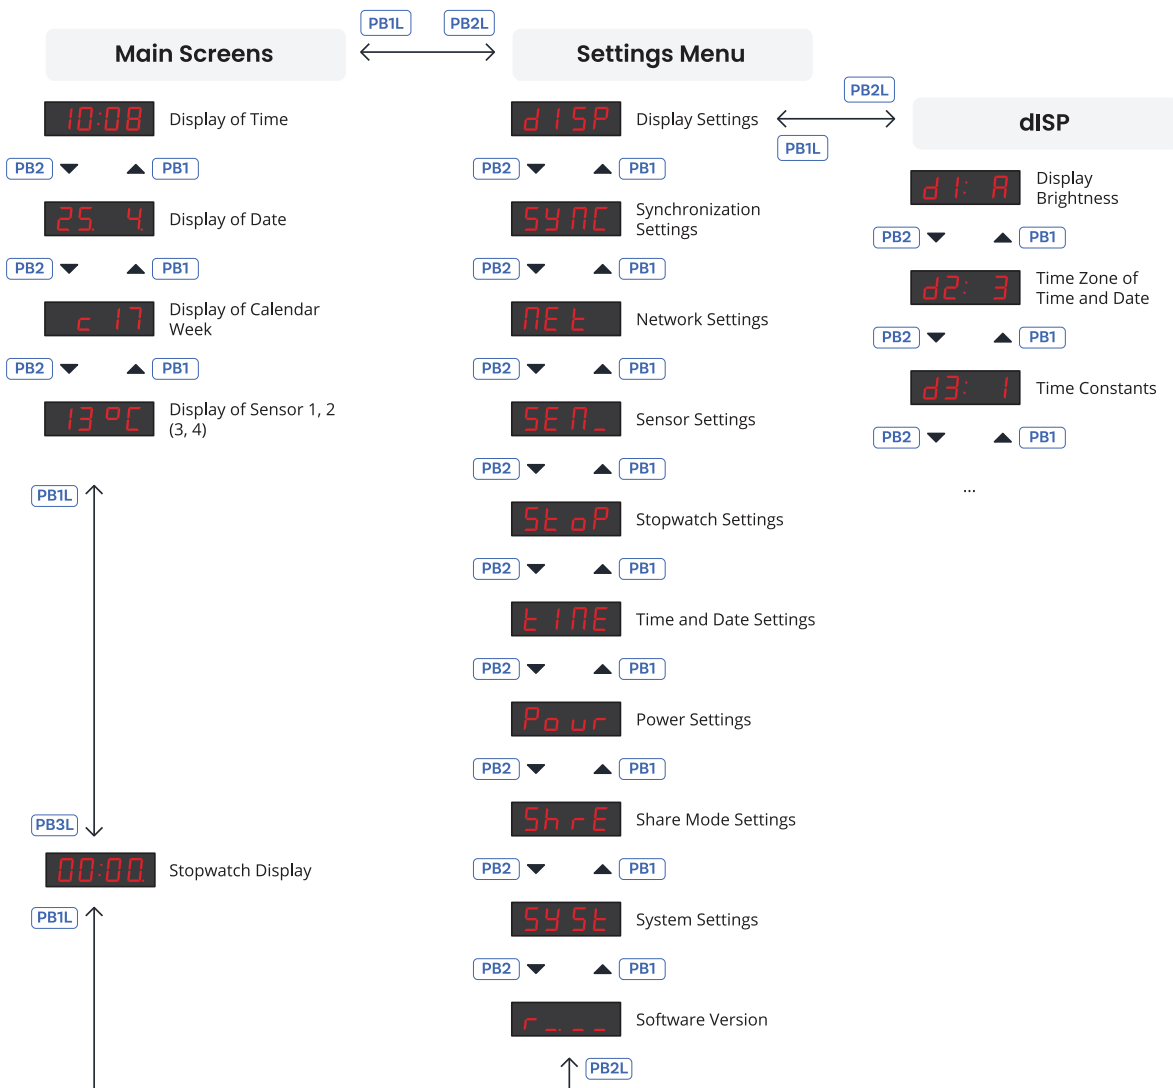 PB1L PB2L
Main Screens
Settings Menu
dISP
10:08 Display of Time
PB2 PB1
25. 4. Display of Date
PB2 PB1
c 17 Display of Calendar
Week
PB2 PB1
13 °C Display of Sensor 1, 2
(3, 4)
PB1L
PB3L
00:00. Stopwatch Display
PB1L
dISP Display Settings
PB2 PB1
SYNC Synchronization
Settings
PB2 PB1
NEt Network Settings
PB2 PB1
SEN_ Sensor Settings
PB2 PB1
StoP Stopwatch Settings
PB2 PB1
tIME Time and Date Settings
PB2 PB1
Pour Power Settings
PB2 PB1
ShrE Share Mode Settings
PB2 PB1
SYSt System Settings
PB2 PB1
r _._ _ Software Version
PB2L
PB2L
PB1L
d1: A Display
Brightness
PB2 PB1
d2: 3 Time Zone of
Time and Date
PB2 PB1
d3: 1 Time Constants
PB2 PB1
...